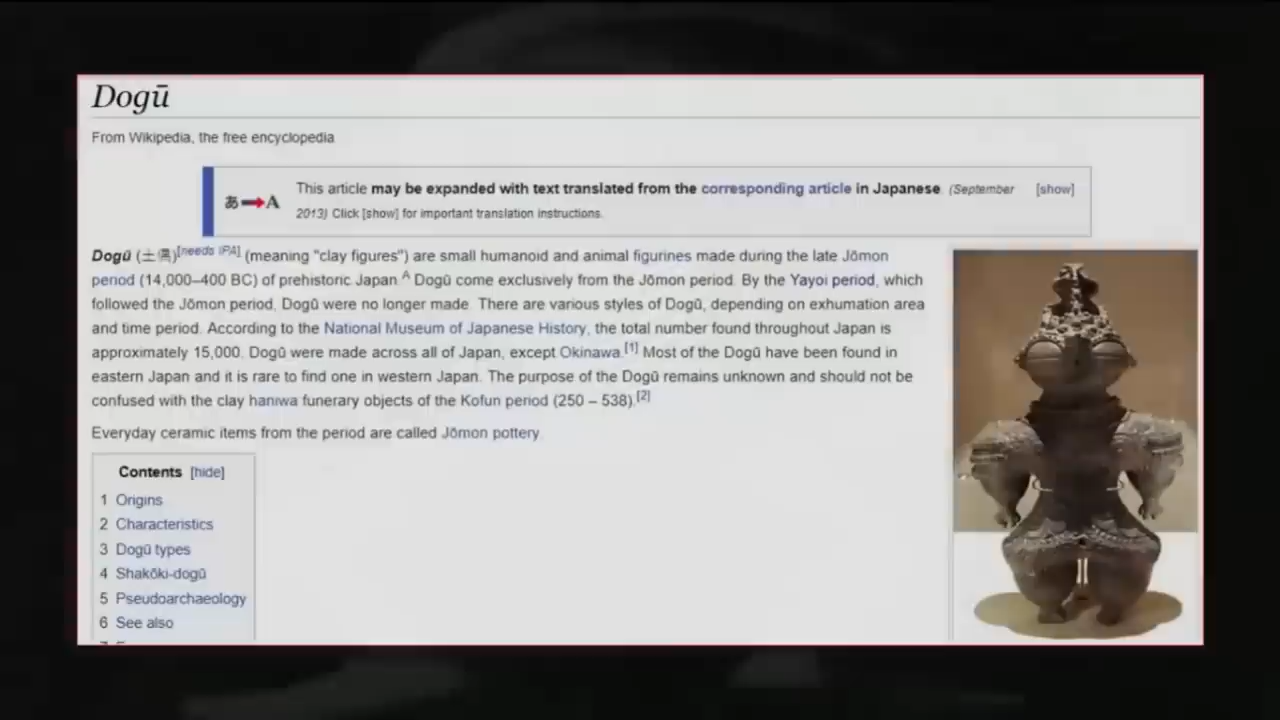 Dogū
From Wikipedia, the free encyclopedia
あ→A
This article may be expanded with text translated from the corresponding article in Japanese. (September
2013) Click [show] for important translation instructions.
[show]
Dogū (土偶)[needs IPA] (meaning "clay figures") are small humanoid and animal figurines made during the late Jōmon
period (14,000–400 BC) of prehistoric Japan.A Dogū come exclusively from the Jōmon period. By the Yayoi period, which
followed the Jōmon period, Dogū were no longer made. There are various styles of Dogū, depending on exhumation area
and time period. According to the National Museum of Japanese History, the total number found throughout Japan is
approximately 15,000. Dogū were made across all of Japan, except Okinawa.[1] Most of the Dogū have been found in
eastern Japan and it is rare to find one in western Japan. The purpose of the Dogū remains unknown and should not be
confused with the clay haniwa funerary objects of the Kofun period (250 – 538).[2]
Everyday ceramic items from the period are called Jōmon pottery.
Contents [hide]
1 Origins
2 Characteristics
3 Dogū types
4 Shakōki-dogū
5 Pseudoarchaeology
6 See also